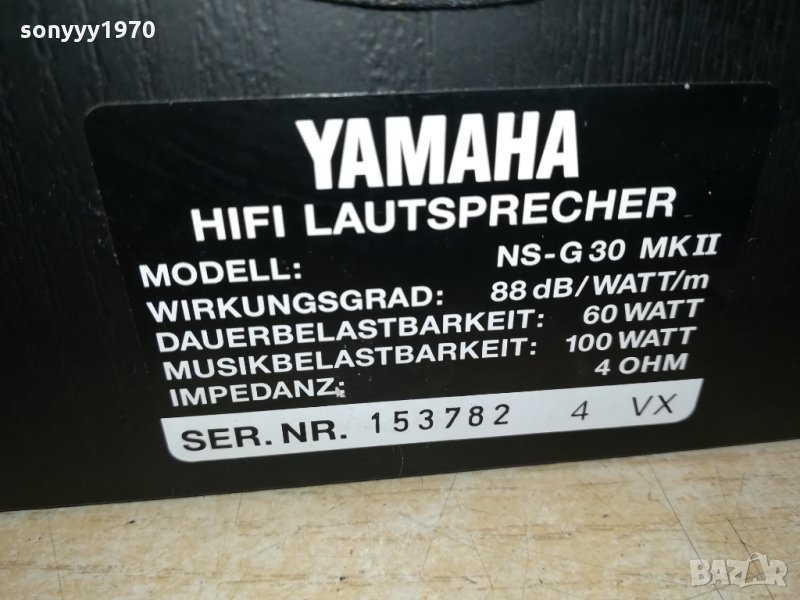 sonyyy1970
YAMAHA
HIFI LAUTSPRECHER
MODELL: NS-G30 MKII
WIRKUNGSGRAD: 88 dB/WATT/m
DAUERBELASTBARKEIT: 60 WATT
MUSIKBELASTBARKEIT: 100 WATT
IMPEDANZ: 4 OHM
SER. NR. 153782 4 VX
BAZAR